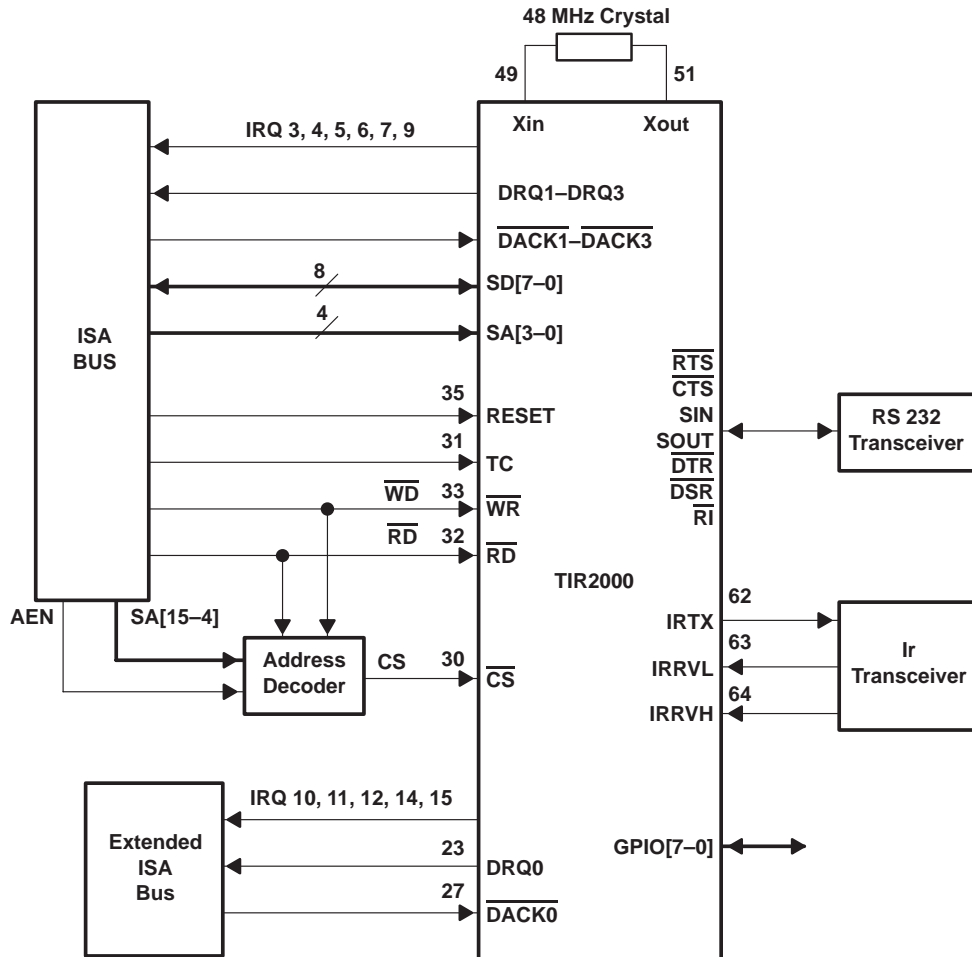 48 MHz Crystal
49
51
Xin
Xout
IRQ 3, 4, 5, 6, 7, 9
DRQ1–DRQ3
DACK1–DACK3
8
SD[7–0]
4
SA[3–0]
ISA
BUS
35
RESET
31
TC
WD
33
WR
RD
32
RD
AEN
SA[15–4]
Address
Decoder
CS
30
CS
RTS
CTS
SIN
SOUT
DTR
DSR
RI
RS 232
Transceiver
TIR2000
IRTX
62
IRRVL
63
IRRVH
64
Ir
Transceiver
IRQ 10, 11, 12, 14, 15
Extended
ISA
Bus
23
DRQ0
27
DACK0
GPIO[7–0]